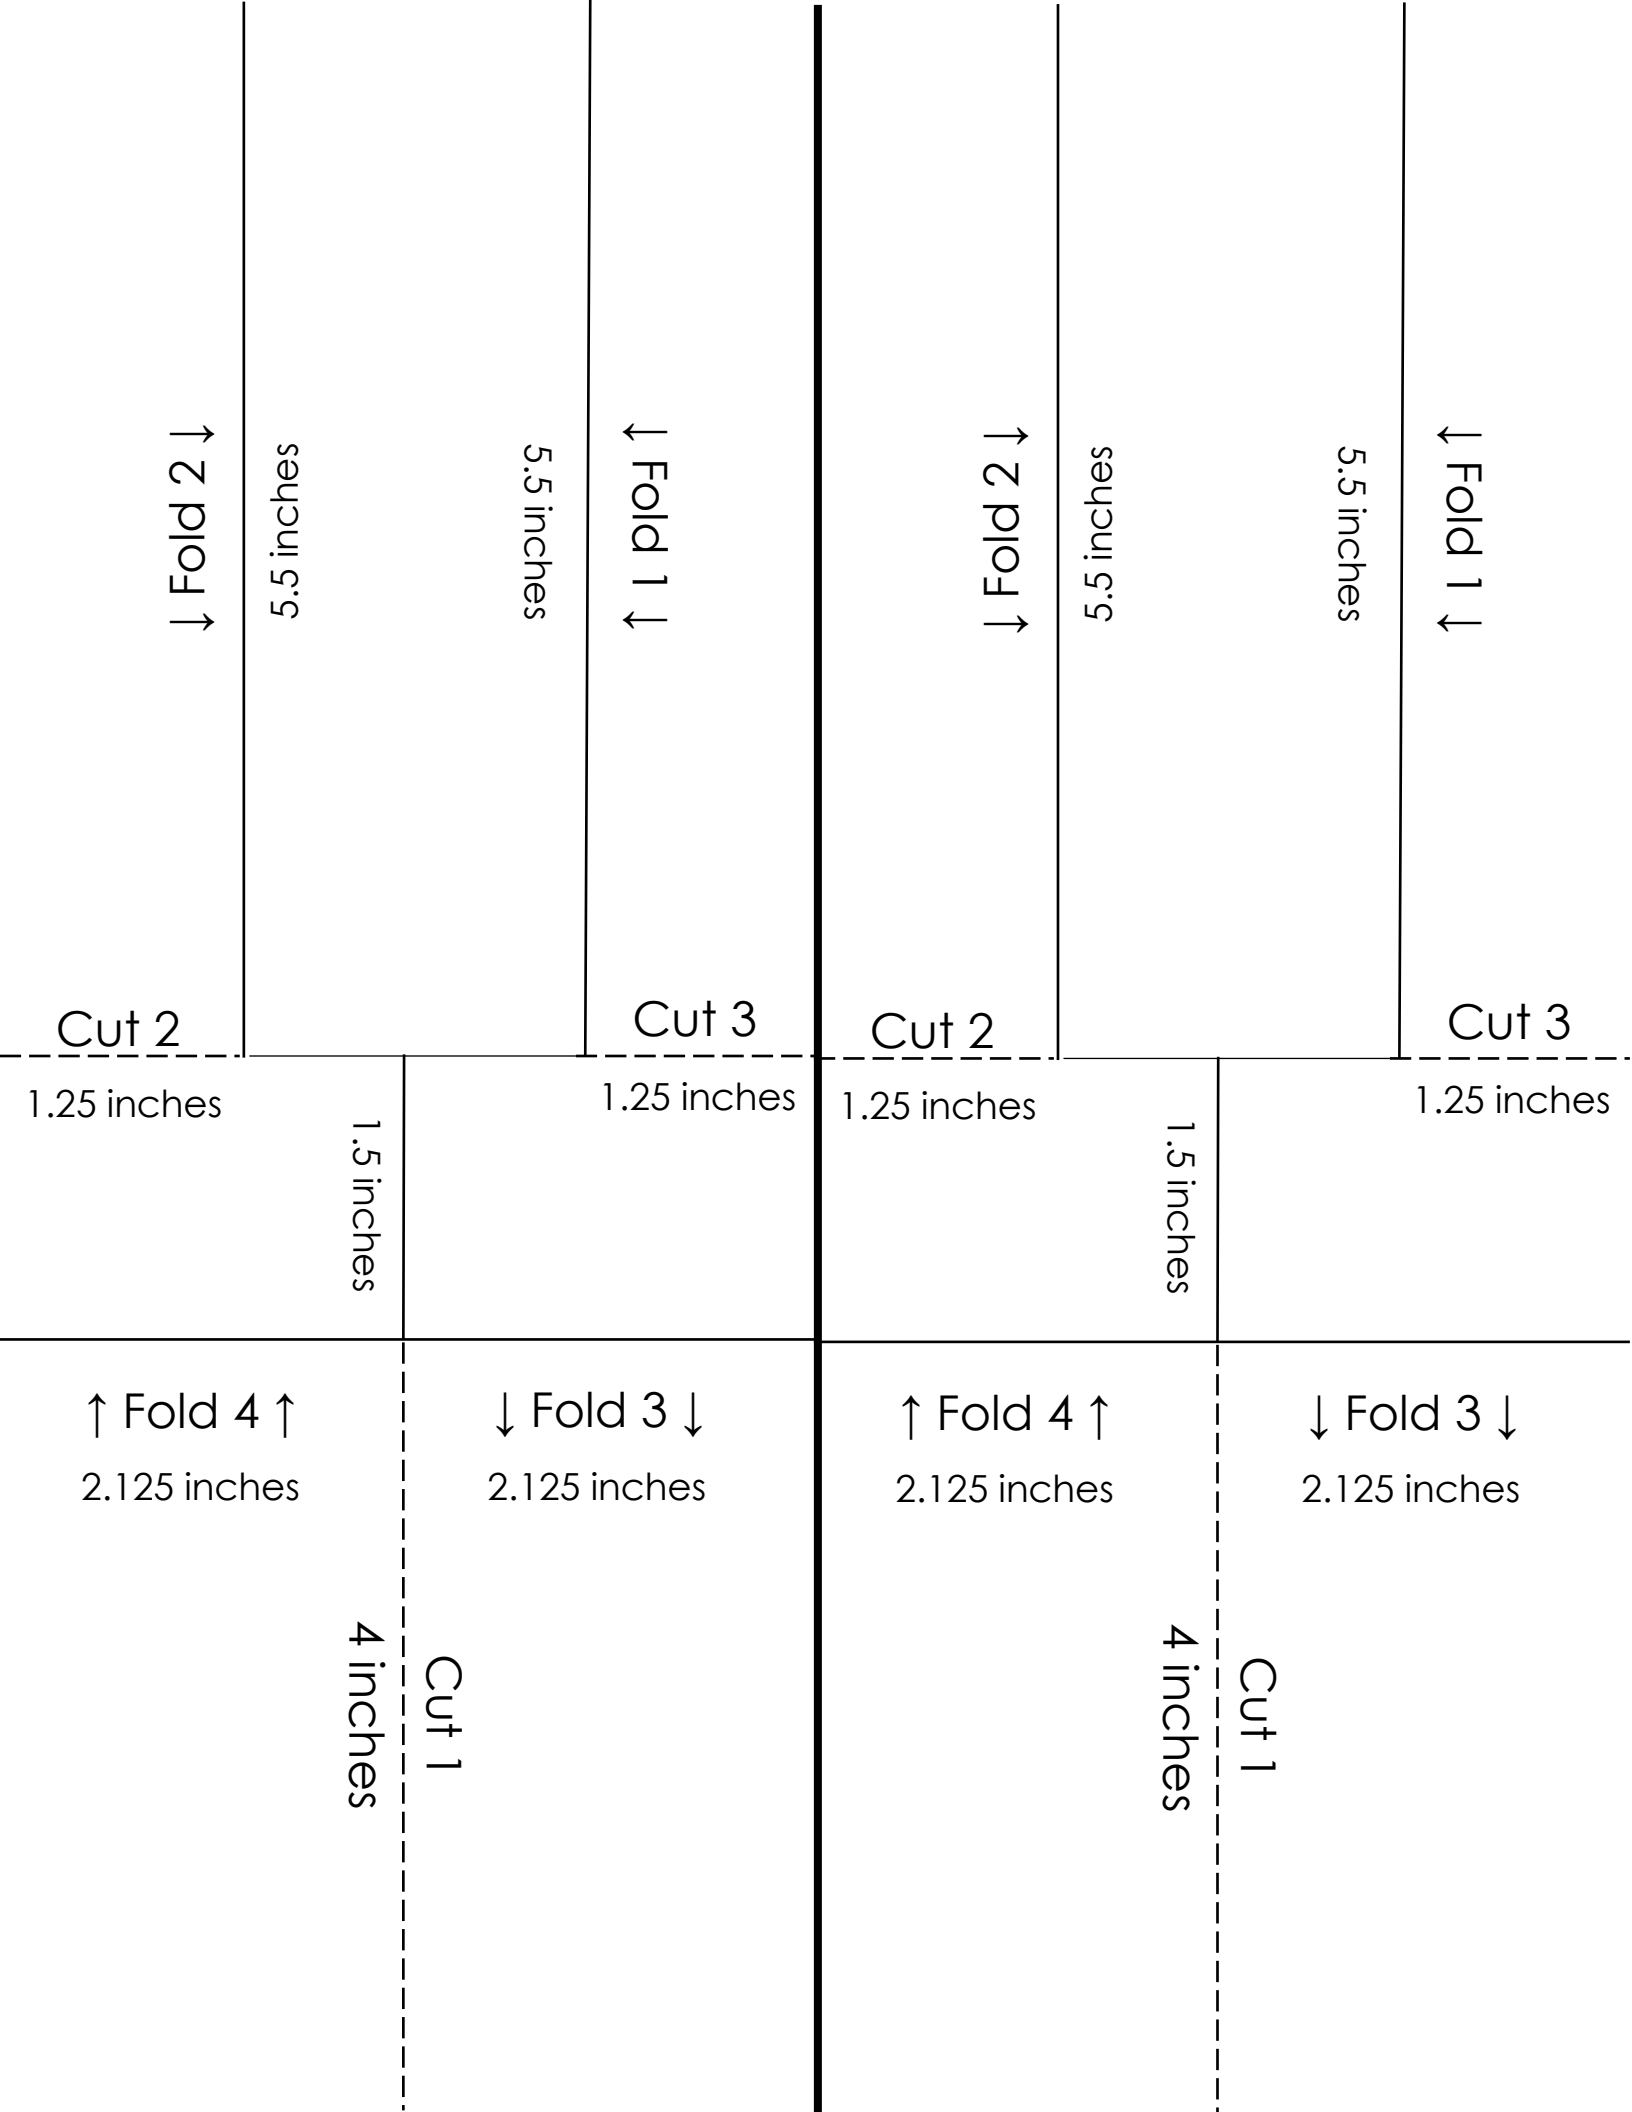 ↓ Fold 2 ↓
5.5 inches
5.5 inches
↓ Fold 1 ↓
Cut 2
1.25 inches
Cut 3
1.25 inches
1.5 inches
↑ Fold 4 ↑
2.125 inches
↓ Fold 3 ↓
2.125 inches
4 inches
Cut 1
↓ Fold 2 ↓
5.5 inches
5.5 inches
↓ Fold 1 ↓
Cut 2
1.25 inches
Cut 3
1.25 inches
1.5 inches
↑ Fold 4 ↑
2.125 inches
↓ Fold 3 ↓
2.125 inches
4 inches
Cut 1